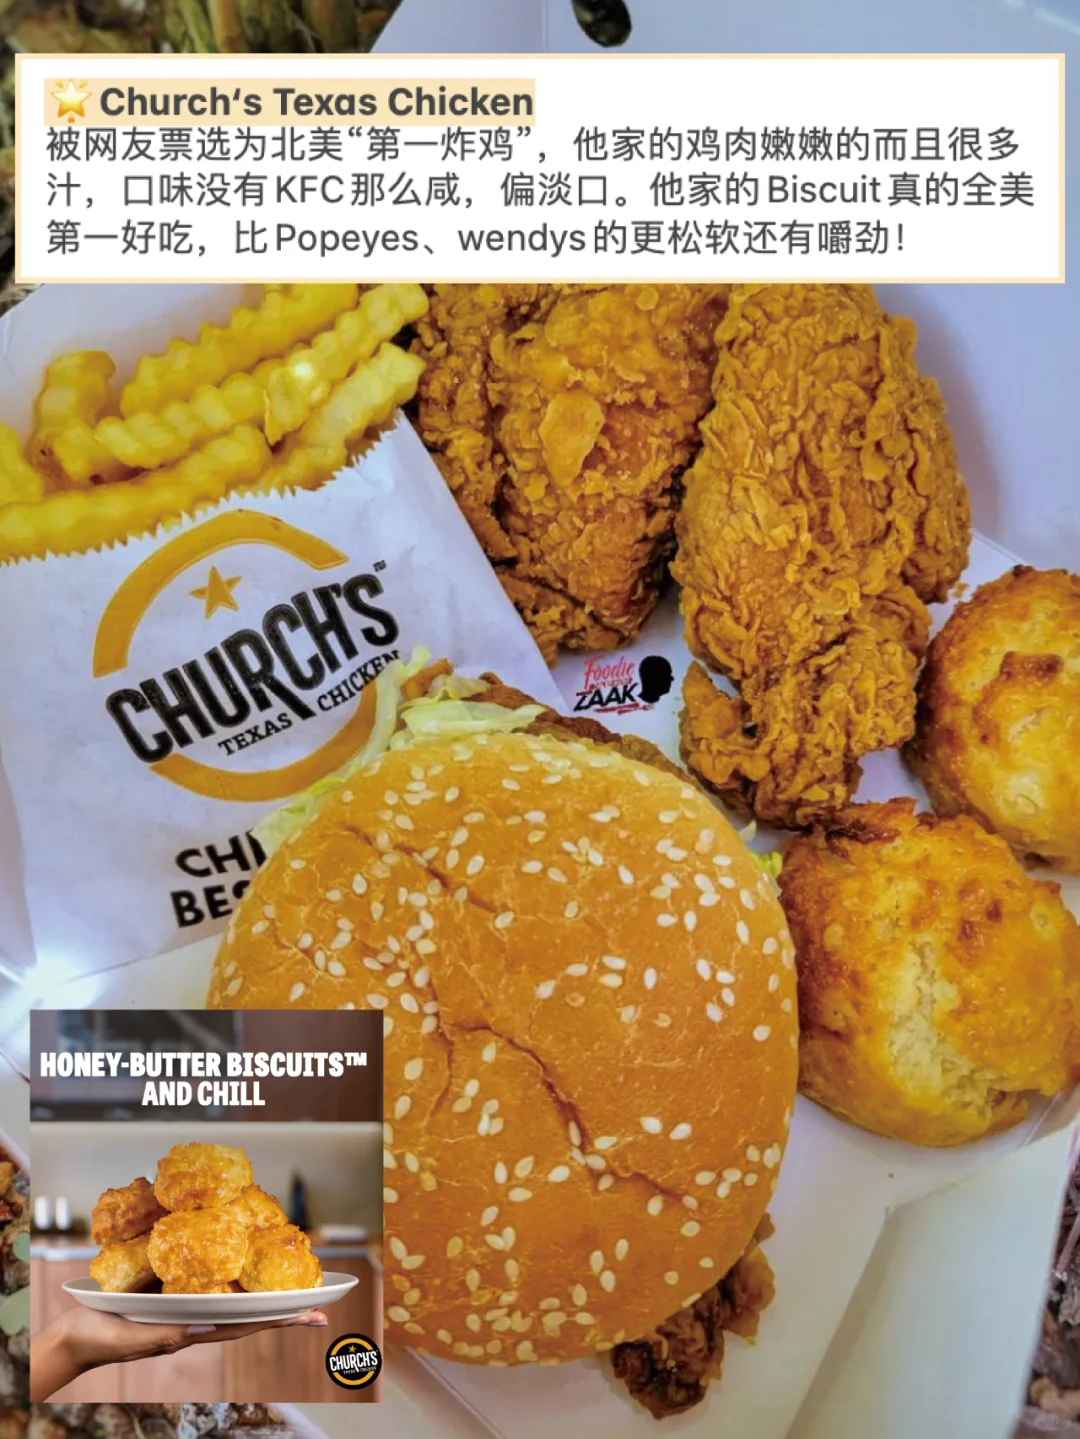 🌟Church‘s Texas Chicken
被网友票选为北美“第一炸鸡”，他家的鸡肉嫩嫩的而且很多
汁，口味没有KFC那么咸，偏淡口。他家的Biscuit真的全美
第一好吃，比Popeyes、wendys的更松软还有嚼劲！
CHURCH'S™
TEXAS CHICKEN
Foodie
ZAAK
HONEY-BUTTER BISCUITS™
AND CHILL
CHURCH'S
TEXAS CHICKEN